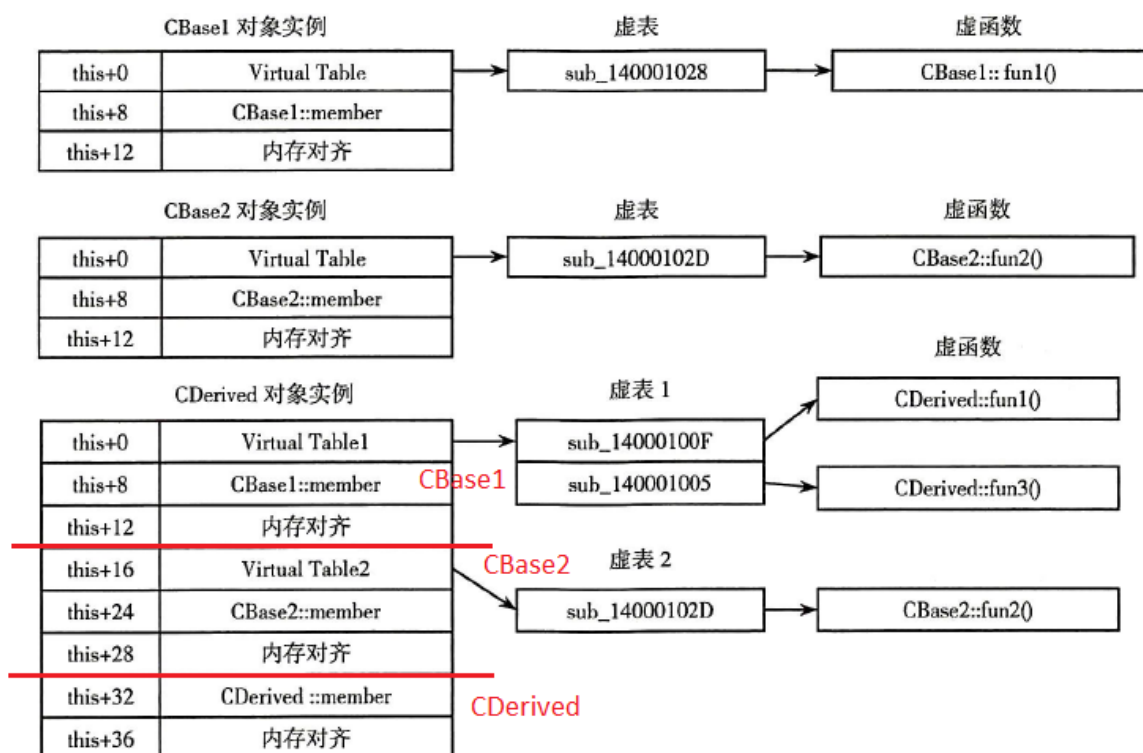 CBase1 对象实例 虚表 虚函数
this+0 Virtual Table sub_140001028 CBase1:: fun1()
this+8 CBase1::member
this+12 内存对齐
CBase2 对象实例 虚表 虚函数
this+0 Virtual Table sub_14000102D CBase2::fun2()
this+8 CBase2::member
this+12 内存对齐
虚函数
CDerived 对象实例 虚表 1
CDerived::fun1()
this+0 Virtual Table1 sub_14000100F
this+8 CBase1::member CBase1 sub_140001005 CDerived::fun3()
this+12 内存对齐
this+16 Virtual Table2 CBase2 虚表 2
this+24 CBase2::member sub_14000102D CBase2::fun2()
this+28 内存对齐
this+32 CDerived ::member CDerived
this+36 内存对齐